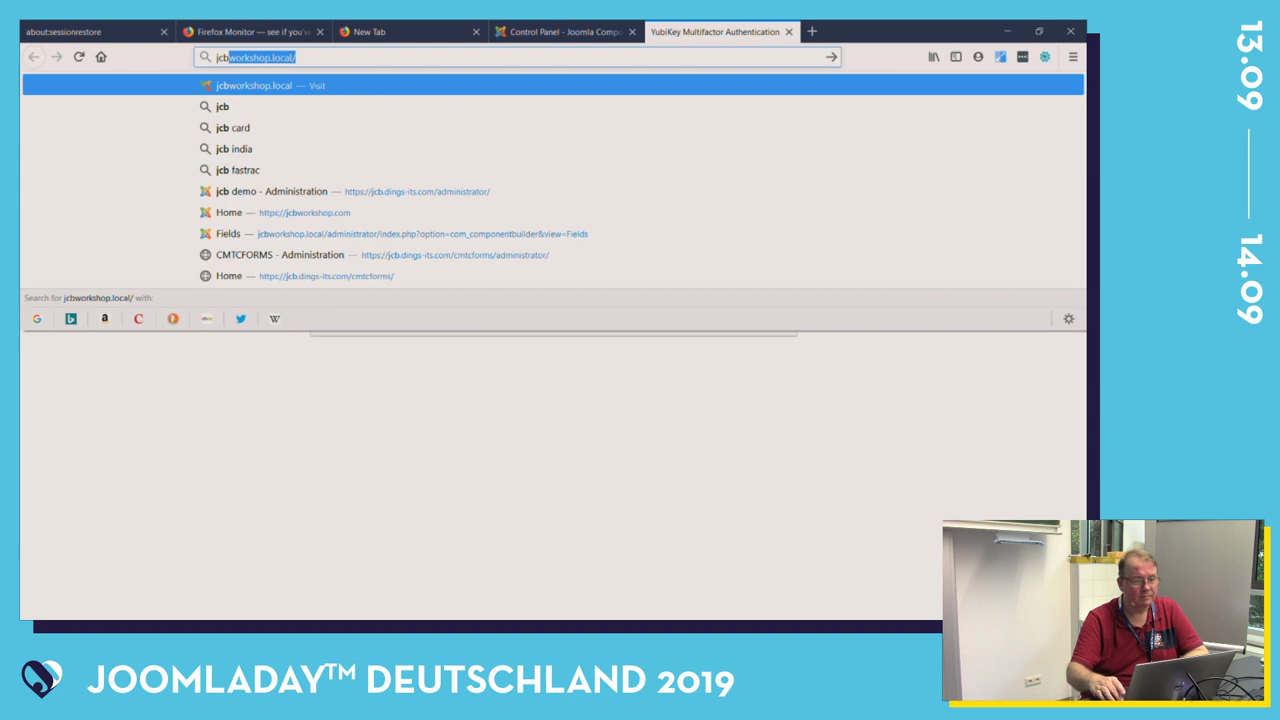 about:sessionrestore
Firefox Monitor — see if you've
New Tab
Control Panel - Joomla Compo
YubiKey Multifactor Authentication
jcbworkshop.local/
jcbworkshop.local — Visit
jcb
jcb card
jcb india
jcb fastrac
jcb demo - Administration — https://jcb.dings-its.com/administrator/
Home — https://jcbworkshop.com
Fields — jcbworkshop.local/administrator/index.php?option=com_componentbuilder&view=Fields
CMTCFORMS - Administration — https://jcb.dings-its.com/cmtcforms/administrator/
Home — https://jcb.dings-its.com/cmtcforms/
Search for jcbworkshop.local/ with:
13.09 — 14.09
JOOMLADAY™ DEUTSCHLAND 2019